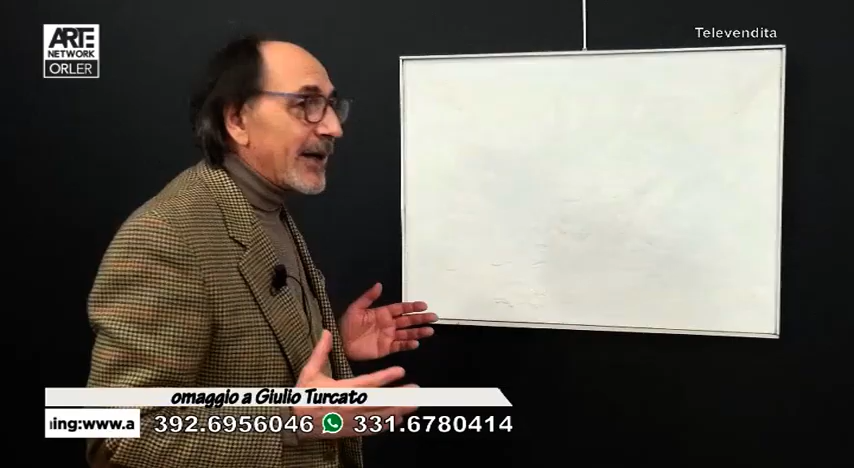 ARTE
NETWORK
ORLER
Televendita
omaggio a Giulio Turcato
ing:www.a
392.6956046 331.6780414